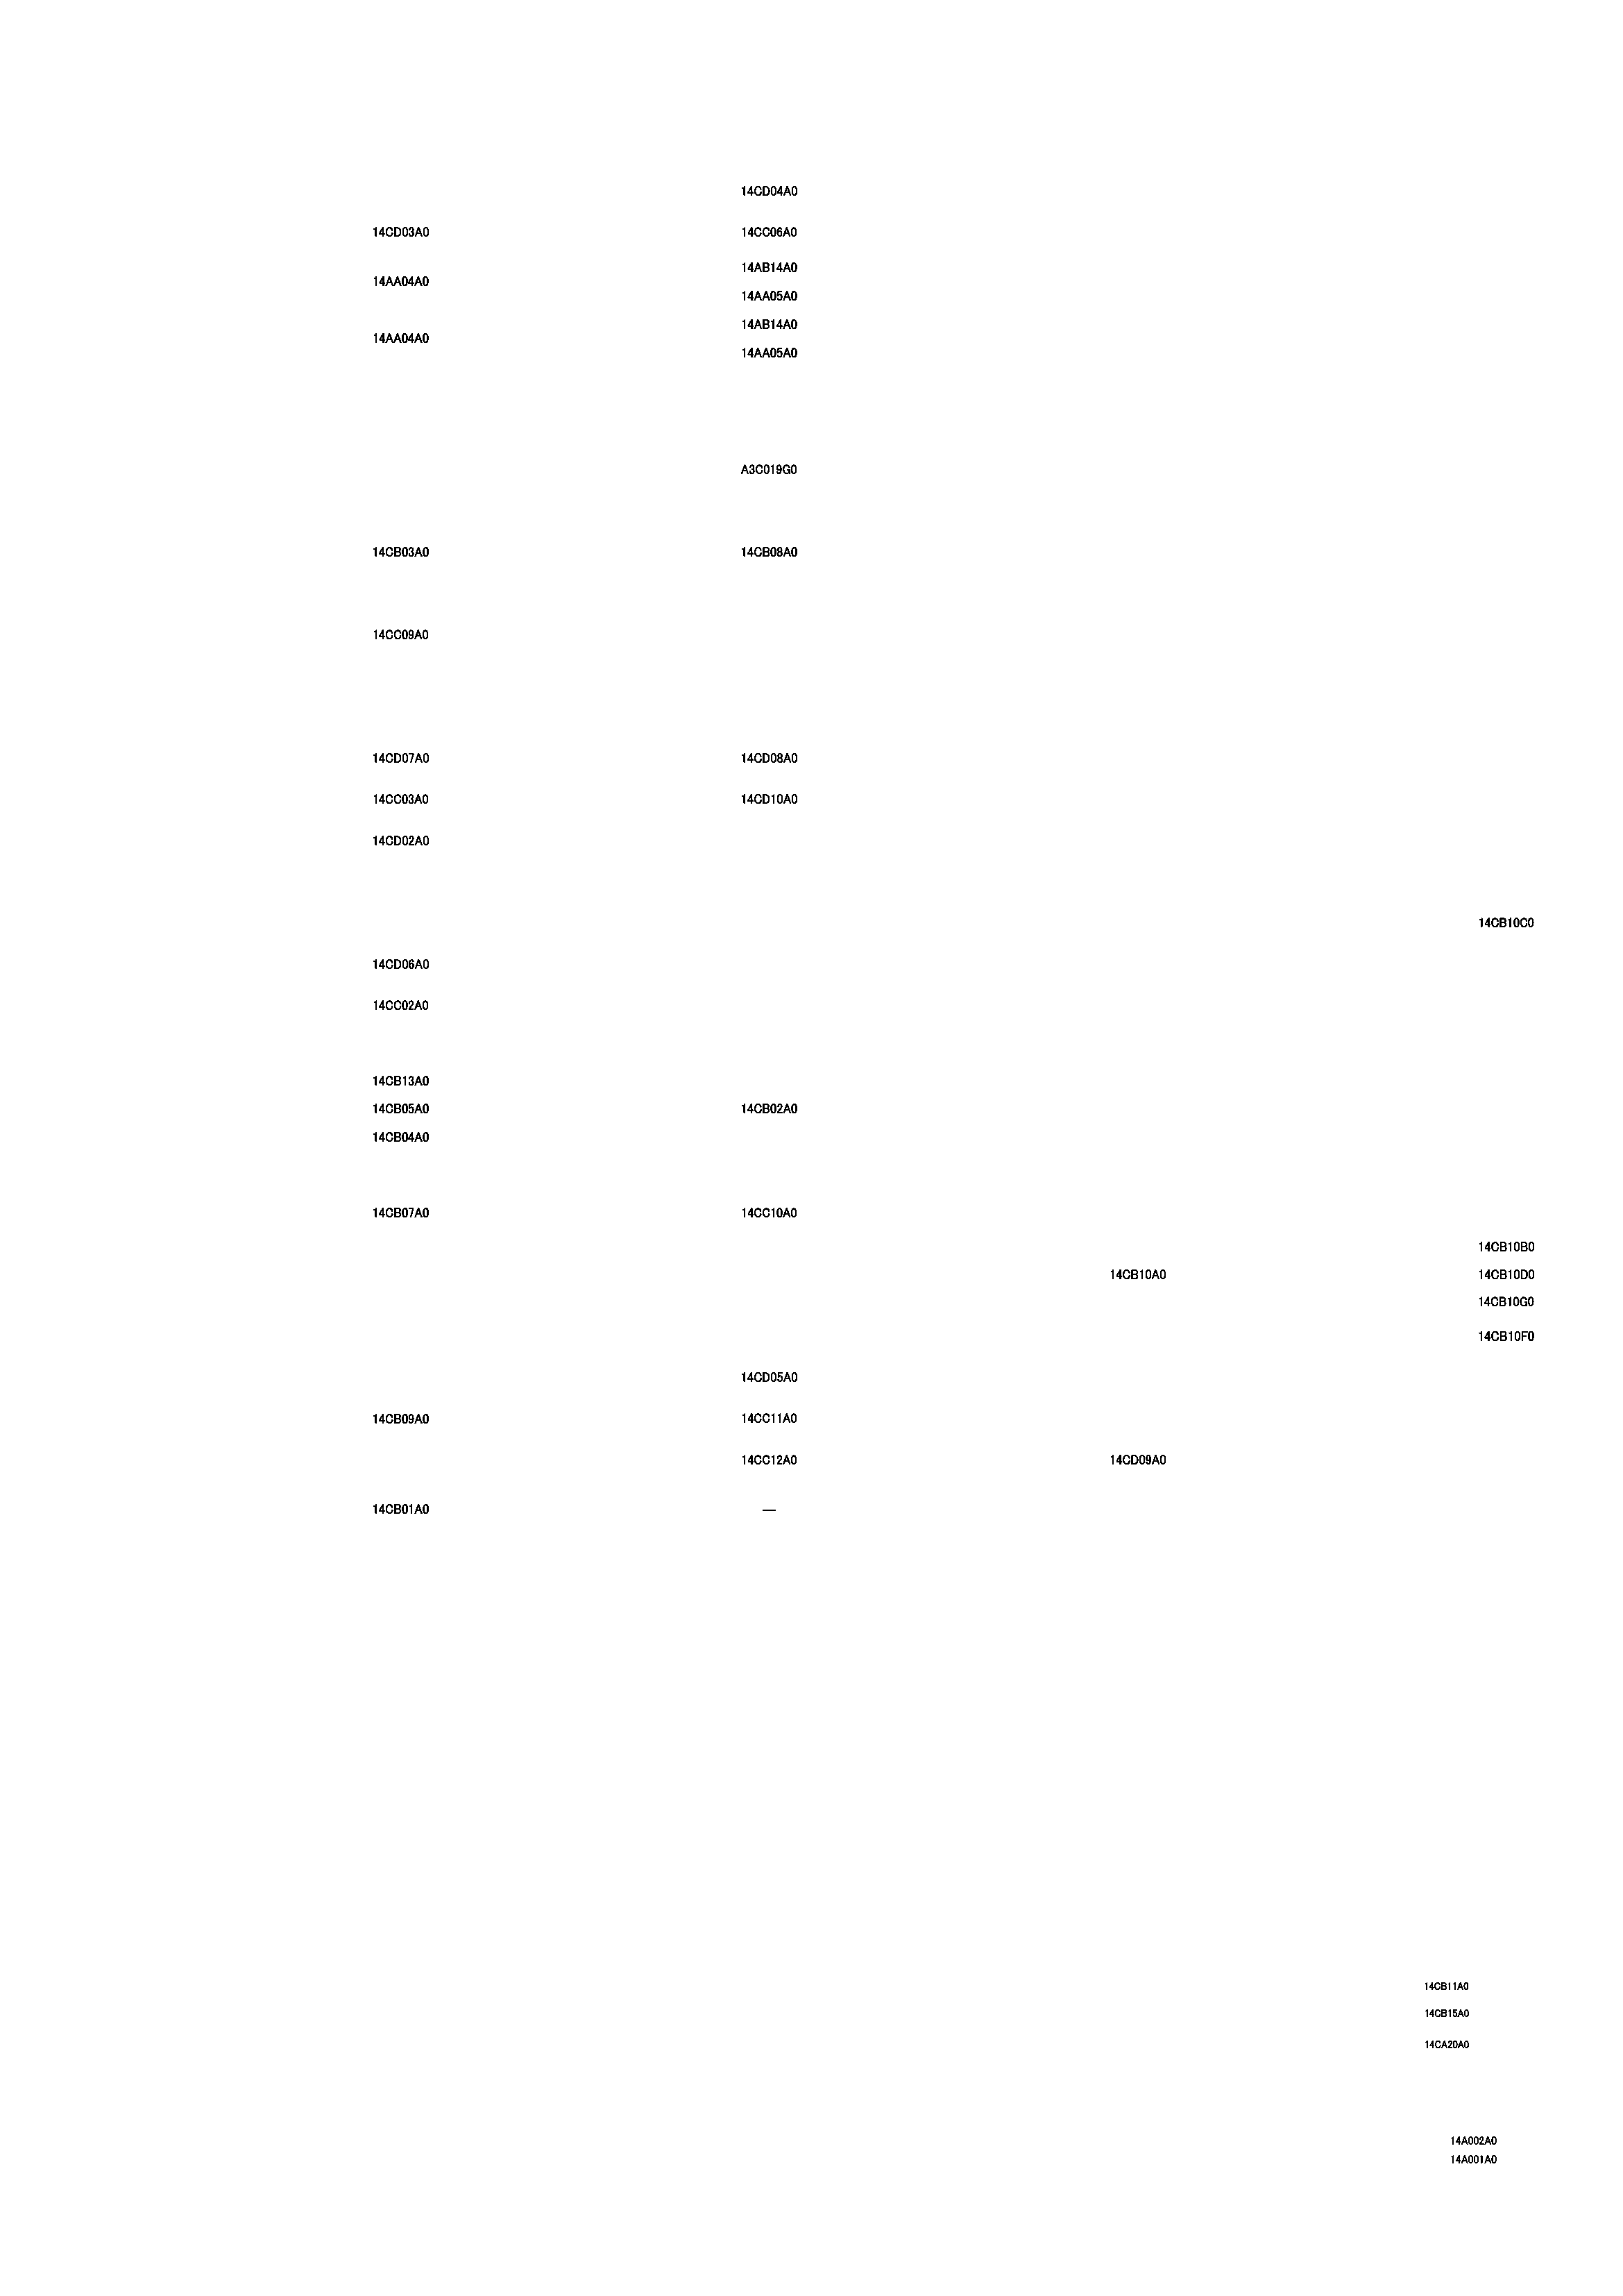 14CD04A0
14CD03A0 14CC06A0
14AB14A0
14AA04A0
14AA05A0
14AB14A0
14AA04A0
14AA05A0
A3C019G0
14CB03A0 14CB08A0
14CC09A0
14CD07A0 14CD08A0
14CC03A0 14CD10A0
14CD02A0
14CB10C0
14CD06A0
14CC02A0
14CB13A0
14CB05A0 14CB02A0
14CB04A0
14CB07A0 14CC10A0
14CB10B0
14CB10A0 14CB10D0
14CB10G0
14CB10F0
14CD05A0
14CB09A0 14CC11A0
14CC12A0 14CD09A0
14CB01A0 —
14CB11A0
14CB15A0
14CA20A0
14A002A0
14A001A0